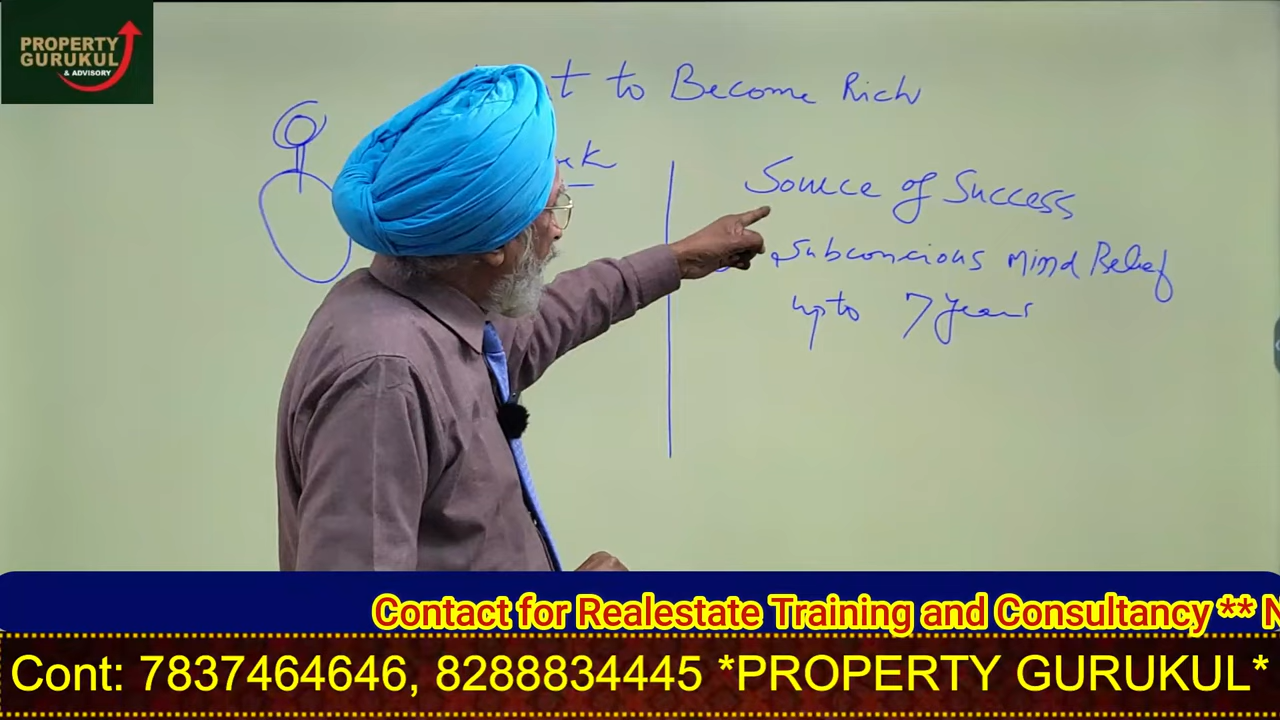 PROPERTY
GURUKUL
& ADVISORY
to Become Rich
Source of Success
Subconcious Mind Belief
upto 7 years
Contact for Realestate Training and Consultancy ** N
Cont: 7837464646, 8288834445 *PROPERTY GURUKUL*